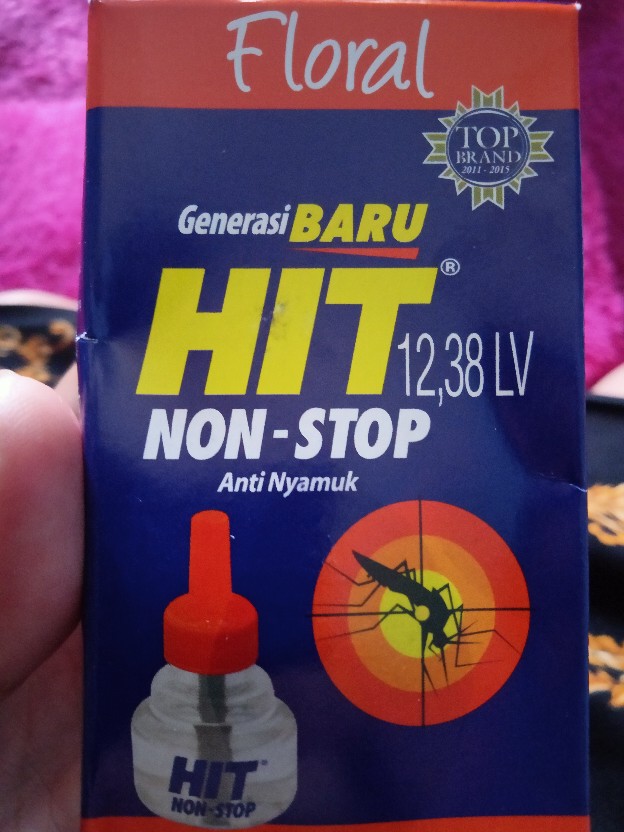 Floral
TOP
BRAND
2011 - 2015
Generasi BARU
HIT®
12,38 LV
NON-STOP
Anti Nyamuk
HIT
NON-STOP